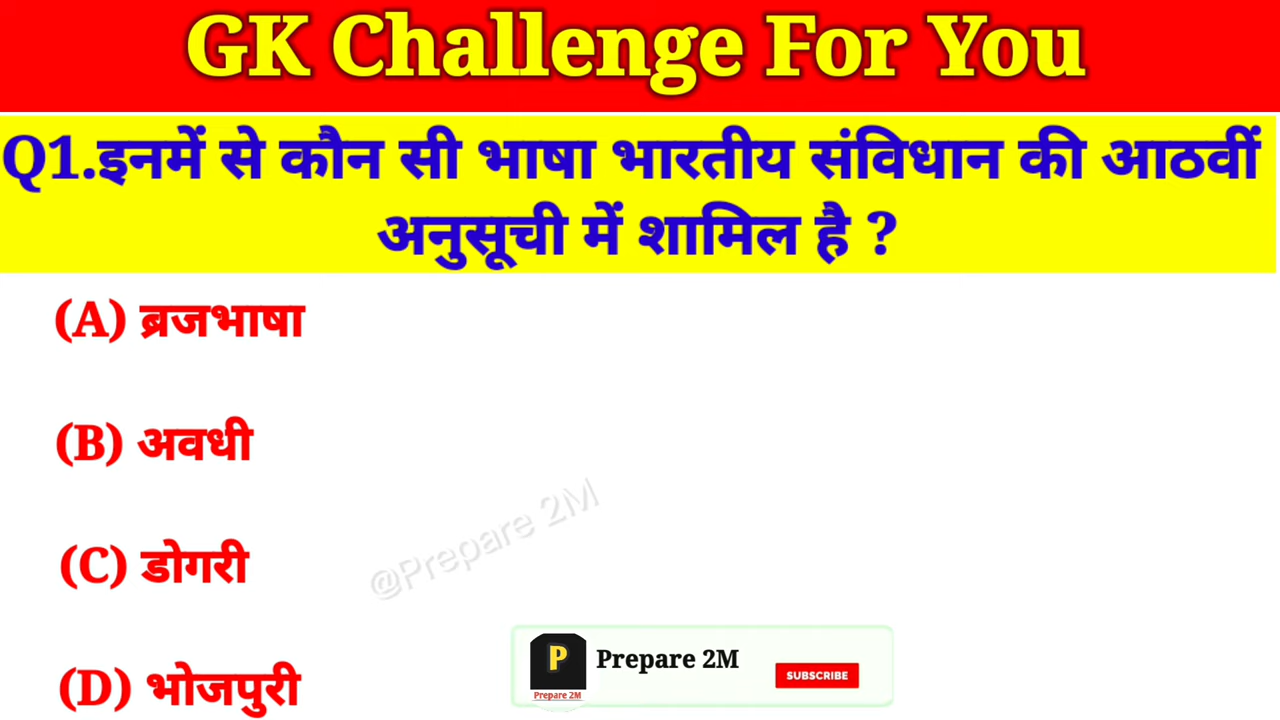 GK Challenge For You
Q1.इनमें से कौन सी भाषा भारतीय संविधान की आठवीं
अनुसूची में शामिल है ?
(A) ब्रजभाषा
(B) अवधी
(C) डोगरी
(D) भोजपुरी
@Prepare 2M
P
Prepare 2M
Prepare 2M
SUBSCRIBE